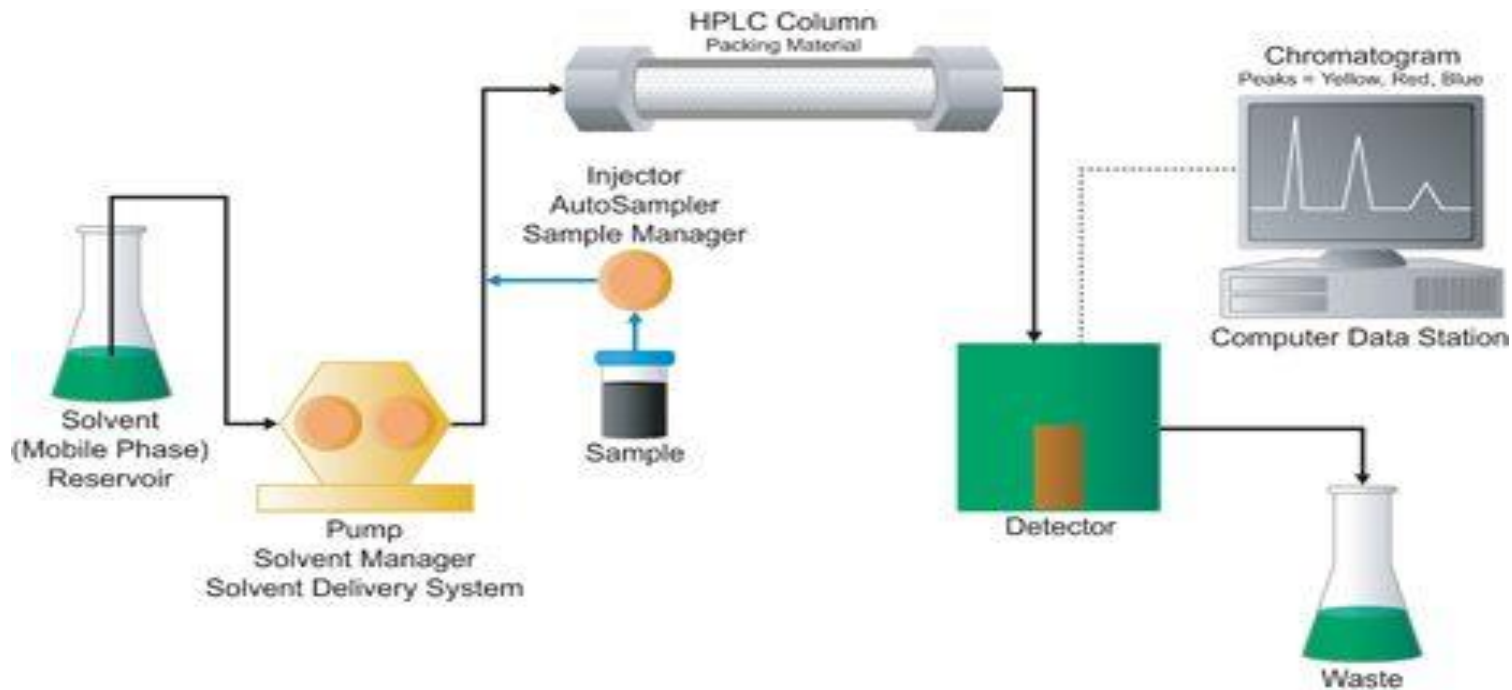 HPLC Column
Packing Material
Chromatogram
Peaks = Yellow, Red, Blue
Injector
AutoSampler
Sample Manager
Computer Data Station
Solvent
(Mobile Phase)
Reservoir
Sample
Pump
Solvent Manager
Solvent Delivery System
Detector
Waste